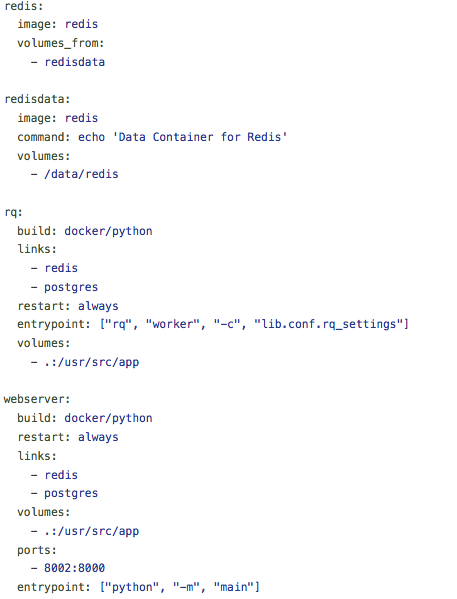 redis:
  image: redis
  volumes_from:
    - redisdata

redisdata:
  image: redis
  command: echo 'Data Container for Redis'
  volumes:
    - /data/redis

rq:
  build: docker/python
  links:
    - redis
    - postgres
  restart: always
  entrypoint: ["rq", "worker", "-c", "lib.conf.rq_settings"]
  volumes:
    - .:/usr/src/app

webserver:
  build: docker/python
  restart: always
  links:
    - redis
    - postgres
  volumes:
    - .:/usr/src/app
  ports:
    - 8002:8000
  entrypoint: ["python", "-m", "main"]